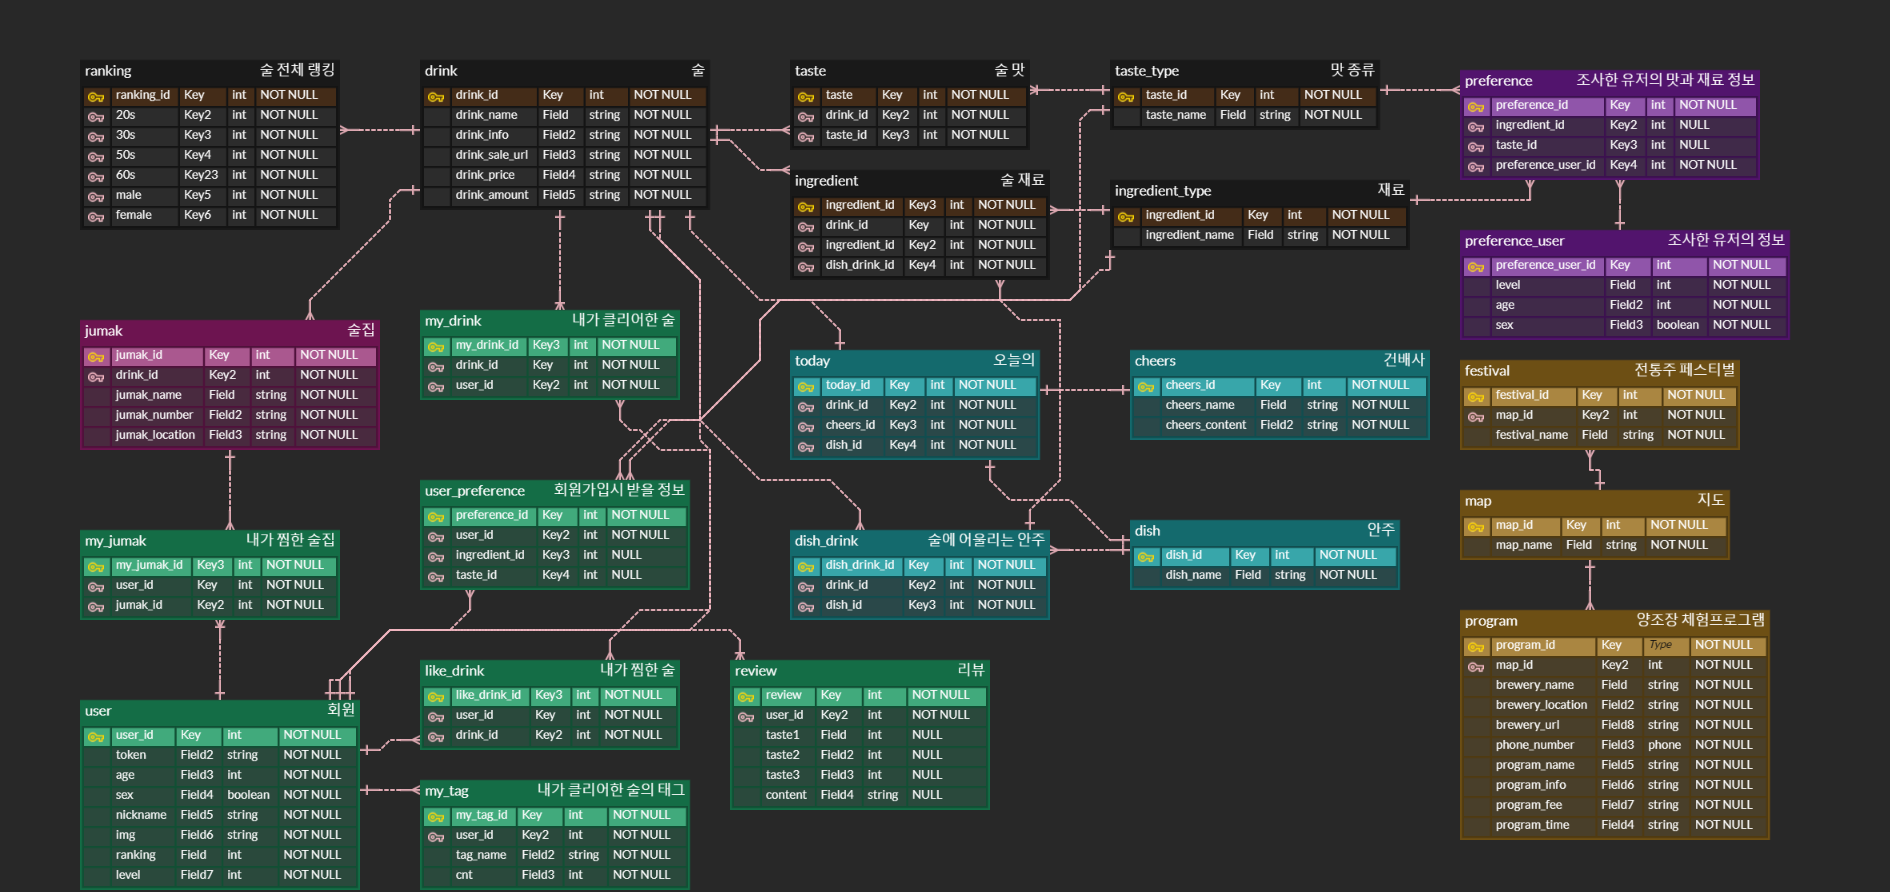 ranking 술 전체 랭킹
ranking_id Key int NOT NULL
20s Key2 int NOT NULL
30s Key3 int NOT NULL
50s Key4 int NOT NULL
60s Key23 int NOT NULL
male Key5 int NOT NULL
female Key6 int NOT NULL
drink 술
drink_id Key int NOT NULL
drink_name Field string NOT NULL
drink_info Field2 string NOT NULL
drink_sale_url Field3 string NOT NULL
drink_price Field4 string NOT NULL
drink_amount Field5 string NOT NULL
taste 술 맛
taste Key int NOT NULL
drink_id Key2 int NOT NULL
taste_id Key3 int NOT NULL
taste_type 맛 종류
taste_id Key int NOT NULL
taste_name Field string NOT NULL
preference 조사한 유저의 맛과 재료 정보
preference_id Key int NOT NULL
ingredient_id Key2 int NULL
taste_id Key3 int NULL
preference_user_id Key4 int NOT NULL
ingredient 술 재료
ingredient_id Key3 int NOT NULL
drink_id Key int NOT NULL
ingredient_id Key2 int NOT NULL
dish_drink_id Key4 int NOT NULL
ingredient_type 재료
ingredient_id Key int NOT NULL
ingredient_name Field string NOT NULL
preference_user 조사한 유저의 정보
preference_user_id Key int NOT NULL
level Field int NOT NULL
age Field2 int NOT NULL
sex Field3 boolean NOT NULL
jumak 술집
jumak_id Key int NOT NULL
drink_id Key2 int NOT NULL
jumak_name Field string NOT NULL
jumak_number Field2 string NOT NULL
jumak_location Field3 string NOT NULL
my_drink 내가 클리어한 술
my_drink_id Key3 int NOT NULL
drink_id Key int NOT NULL
user_id Key2 int NOT NULL
today 오늘의
today_id Key int NOT NULL
drink_id Key2 int NOT NULL
cheers_id Key3 int NOT NULL
dish_id Key4 int NOT NULL
cheers 건배사
cheers_id Key int NOT NULL
cheers_name Field string NOT NULL
cheers_content Field2 string NOT NULL
festival 전통주 페스티벌
festival_id Key int NOT NULL
map_id Key2 int NOT NULL
festival_name Field string NOT NULL
user_preference 회원가입시 받을 정보
preference_id Key int NOT NULL
user_id Key2 int NOT NULL
ingredient_id Key3 int NULL
taste_id Key4 int NULL
map 지도
map_id Key int NOT NULL
map_name Field string NOT NULL
my_jumak 내가 찜한 술집
my_jumak_id Key3 int NOT NULL
user_id Key int NOT NULL
jumak_id Key2 int NOT NULL
dish_drink 술에 어울리는 안주
dish_drink_id Key int NOT NULL
drink_id Key2 int NOT NULL
dish_id Key3 int NOT NULL
dish 안주
dish_id Key int NOT NULL
dish_name Field string NOT NULL
program 양조장 체험프로그램
program_id Key Type NOT NULL
map_id Key2 int NOT NULL
brewery_name Field string NOT NULL
brewery_location Field2 string NOT NULL
brewery_url Field8 string NOT NULL
phone_number Field3 phone NOT NULL
program_name Field5 string NOT NULL
program_info Field6 string NOT NULL
program_fee Field7 string NOT NULL
program_time Field4 string NOT NULL
like_drink 내가 찜한 술
like_drink_id Key3 int NOT NULL
user_id Key int NOT NULL
drink_id Key2 int NOT NULL
review 리뷰
review Key int NOT NULL
user_id Key2 int NOT NULL
taste1 Field int NULL
taste2 Field2 int NULL
taste3 Field3 int NULL
content Field4 string NULL
user 회원
user_id Key int NOT NULL
token Field2 string NOT NULL
age Field3 int NOT NULL
sex Field4 boolean NOT NULL
nickname Field5 string NOT NULL
img Field6 string NOT NULL
ranking Field int NOT NULL
level Field7 int NOT NULL
my_tag 내가 클리어한 술의 태그
my_tag_id Key int NOT NULL
user_id Key2 int NOT NULL
tag_name Field2 string NOT NULL
cnt Field3 int NOT NULL